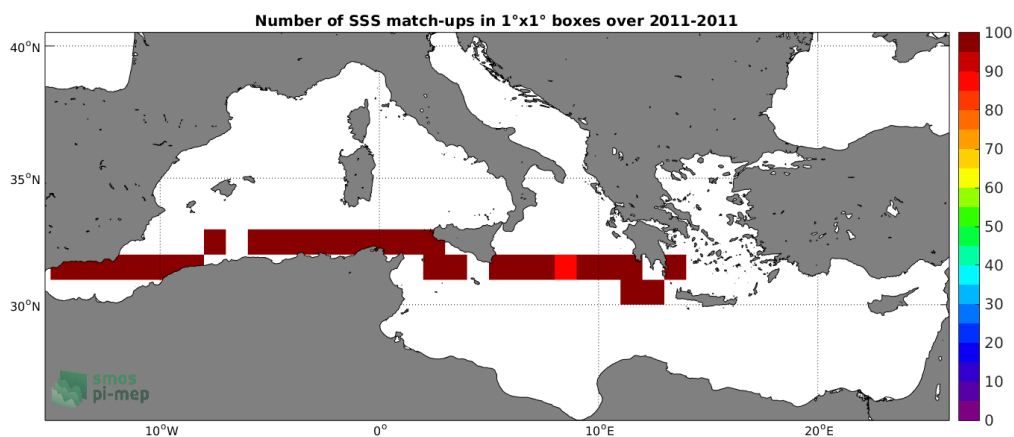 Number of SSS match-ups in 1°x1° boxes over 2011-2011
40°N
35°N
30°N
10°W
0°
10°E
20°E
100
90
80
70
60
50
40
30
20
10
0
smos
pi-mep